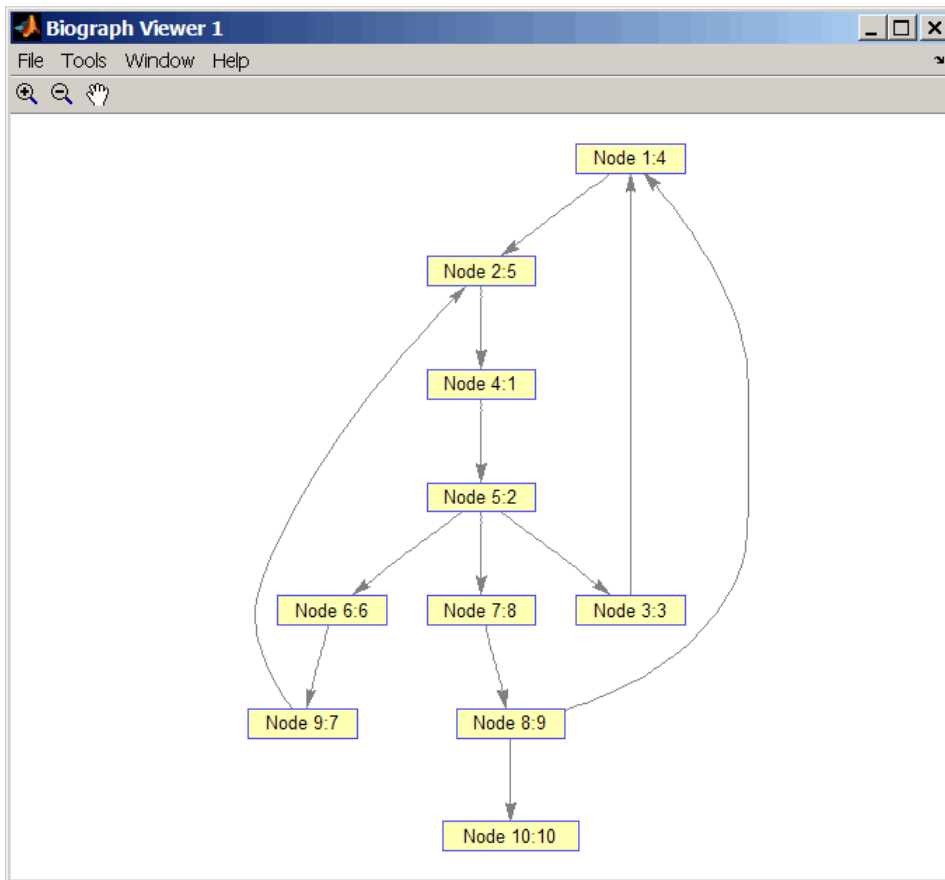 Biograph Viewer 1
File Tools Window Help
Node 1:4
Node 2:5
Node 4:1
Node 5:2
Node 6:6 Node 7:8 Node 3:3
Node 9:7 Node 8:9
Node 10:10